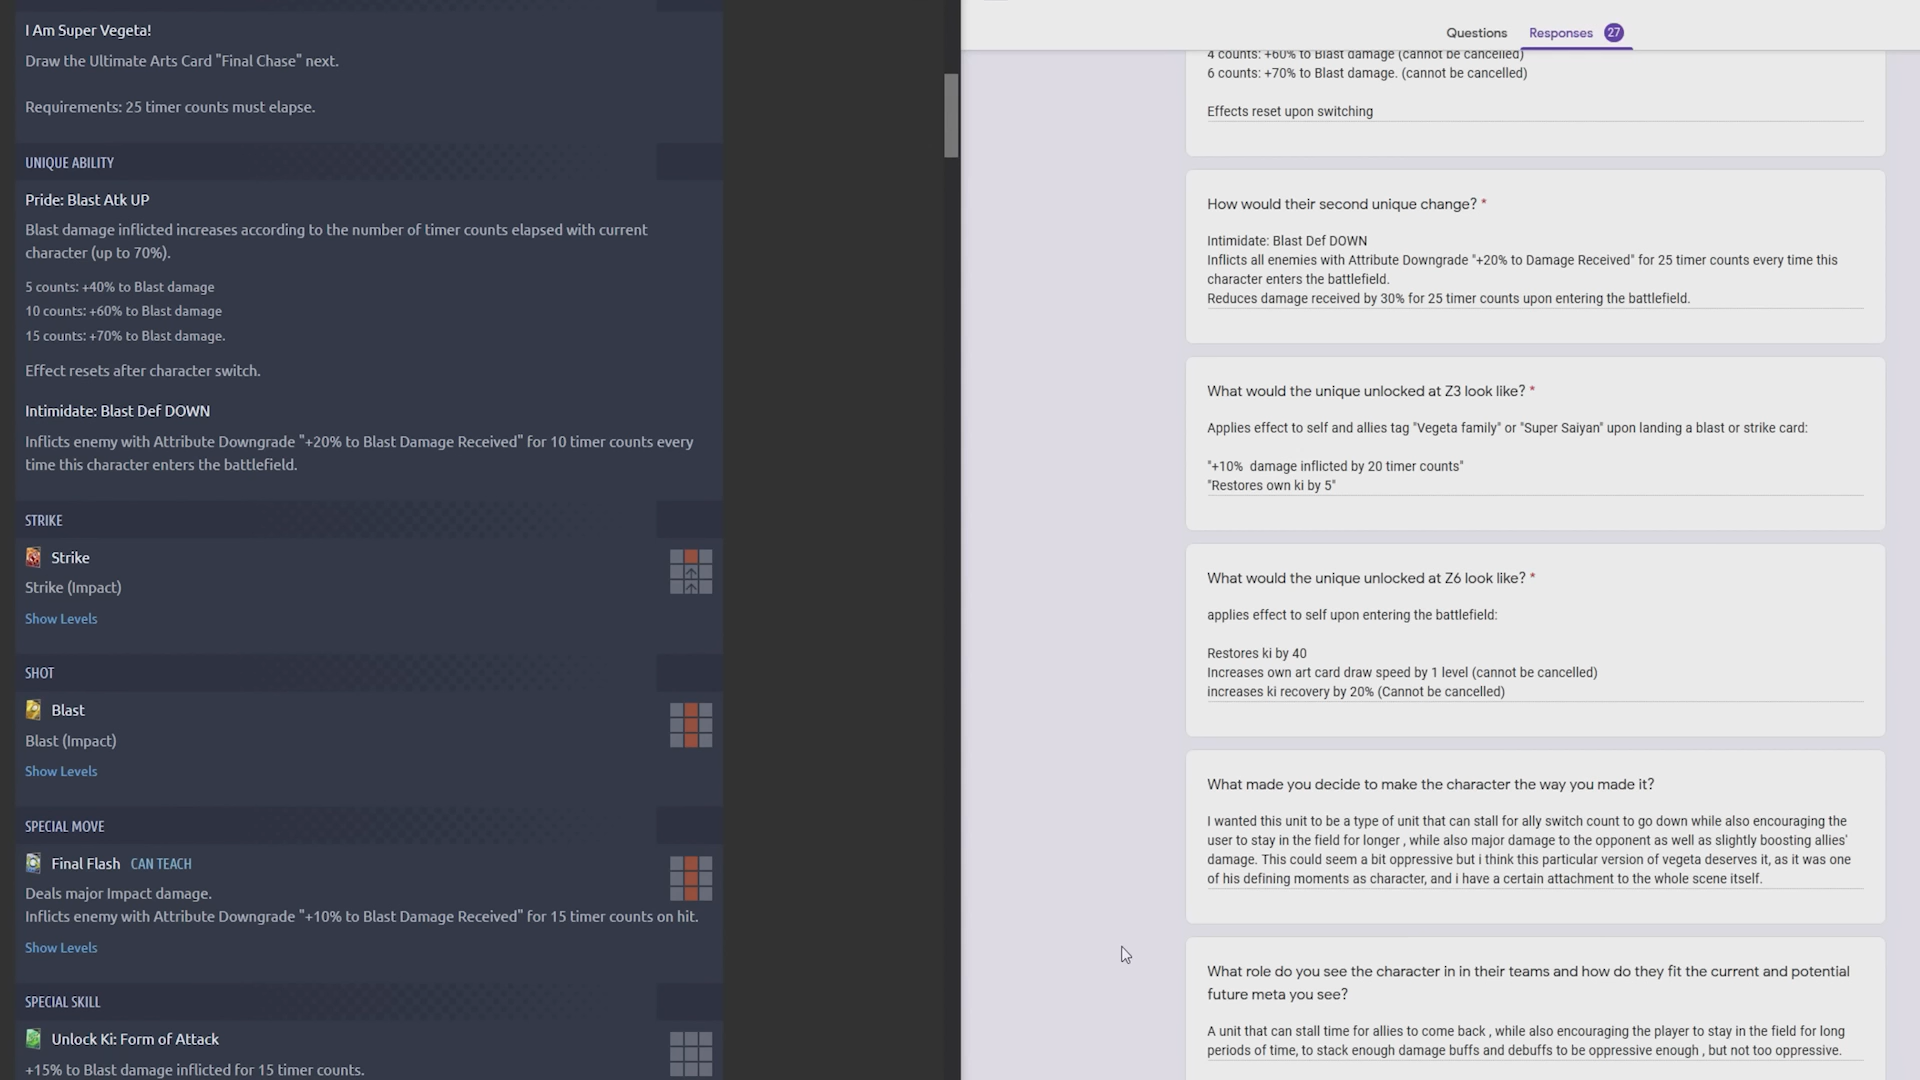 I Am Super Vegeta!
Draw the Ultimate Arts Card "Final Chase" next.
Requirements: 25 timer counts must elapse.
UNIQUE ABILITY
Pride: Blast Atk UP
Blast damage inflicted increases according to the number of timer counts elapsed with current
character (up to 70%).
5 counts: +40% to Blast damage
10 counts: +60% to Blast damage
15 counts: +70% to Blast damage.
Effect resets after character switch.
Intimidate: Blast Def DOWN
Inflicts enemy with Attribute Downgrade "+20% to Blast Damage Received" for 10 timer counts every
time this character enters the battlefield.
STRIKE
Strike
Strike (Impact)
Show Levels
SHOT
Blast
Blast (Impact)
Show Levels
SPECIAL MOVE
Final Flash CAN TEACH
Deals major Impact damage.
Inflicts enemy with Attribute Downgrade "+10% to Blast Damage Received" for 15 timer counts on hit.
Show Levels
SPECIAL SKILL
Unlock Ki: Form of Attack
+15% to Blast damage inflicted for 15 timer counts.
Questions Responses 27
4 counts: +60% to Blast damage (cannot be cancelled)
6 counts: +70% to Blast damage. (cannot be cancelled)
Effects reset upon switching
How would their second unique change? *
Intimidate: Blast Def DOWN
Inflicts all enemies with Attribute Downgrade "+20% to Damage Received" for 25 timer counts every time this
character enters the battlefield.
Reduces damage received by 30% for 25 timer counts upon entering the battlefield.
What would the unique unlocked at Z3 look like? *
Applies effect to self and allies tag "Vegeta family" or "Super Saiyan" upon landing a blast or strike card:
"+10%  damage inflicted by 20 timer counts"
"Restores own ki by 5"
What would the unique unlocked at Z6 look like? *
applies effect to self upon entering the battlefield:
Restores ki by 40
Increases own art card draw speed by 1 level (cannot be cancelled)
increases ki recovery by 20% (Cannot be cancelled)
What made you decide to make the character the way you made it?
I wanted this unit to be a type of unit that can stall for ally switch count to go down while also encouraging the
user to stay in the field for longer , while also major damage to the opponent as well as slightly boosting allies'
damage. This could seem a bit oppressive but i think this particular version of vegeta deserves it, as it was one
of his defining moments as character, and i have a certain attachment to the whole scene itself.
What role do you see the character in in their teams and how do they fit the current and potential
future meta you see?
A unit that can stall time for allies to come back , while also encouraging the player to stay in the field for long
periods of time, to stack enough damage buffs and debuffs to be oppressive enough , but not too oppressive.